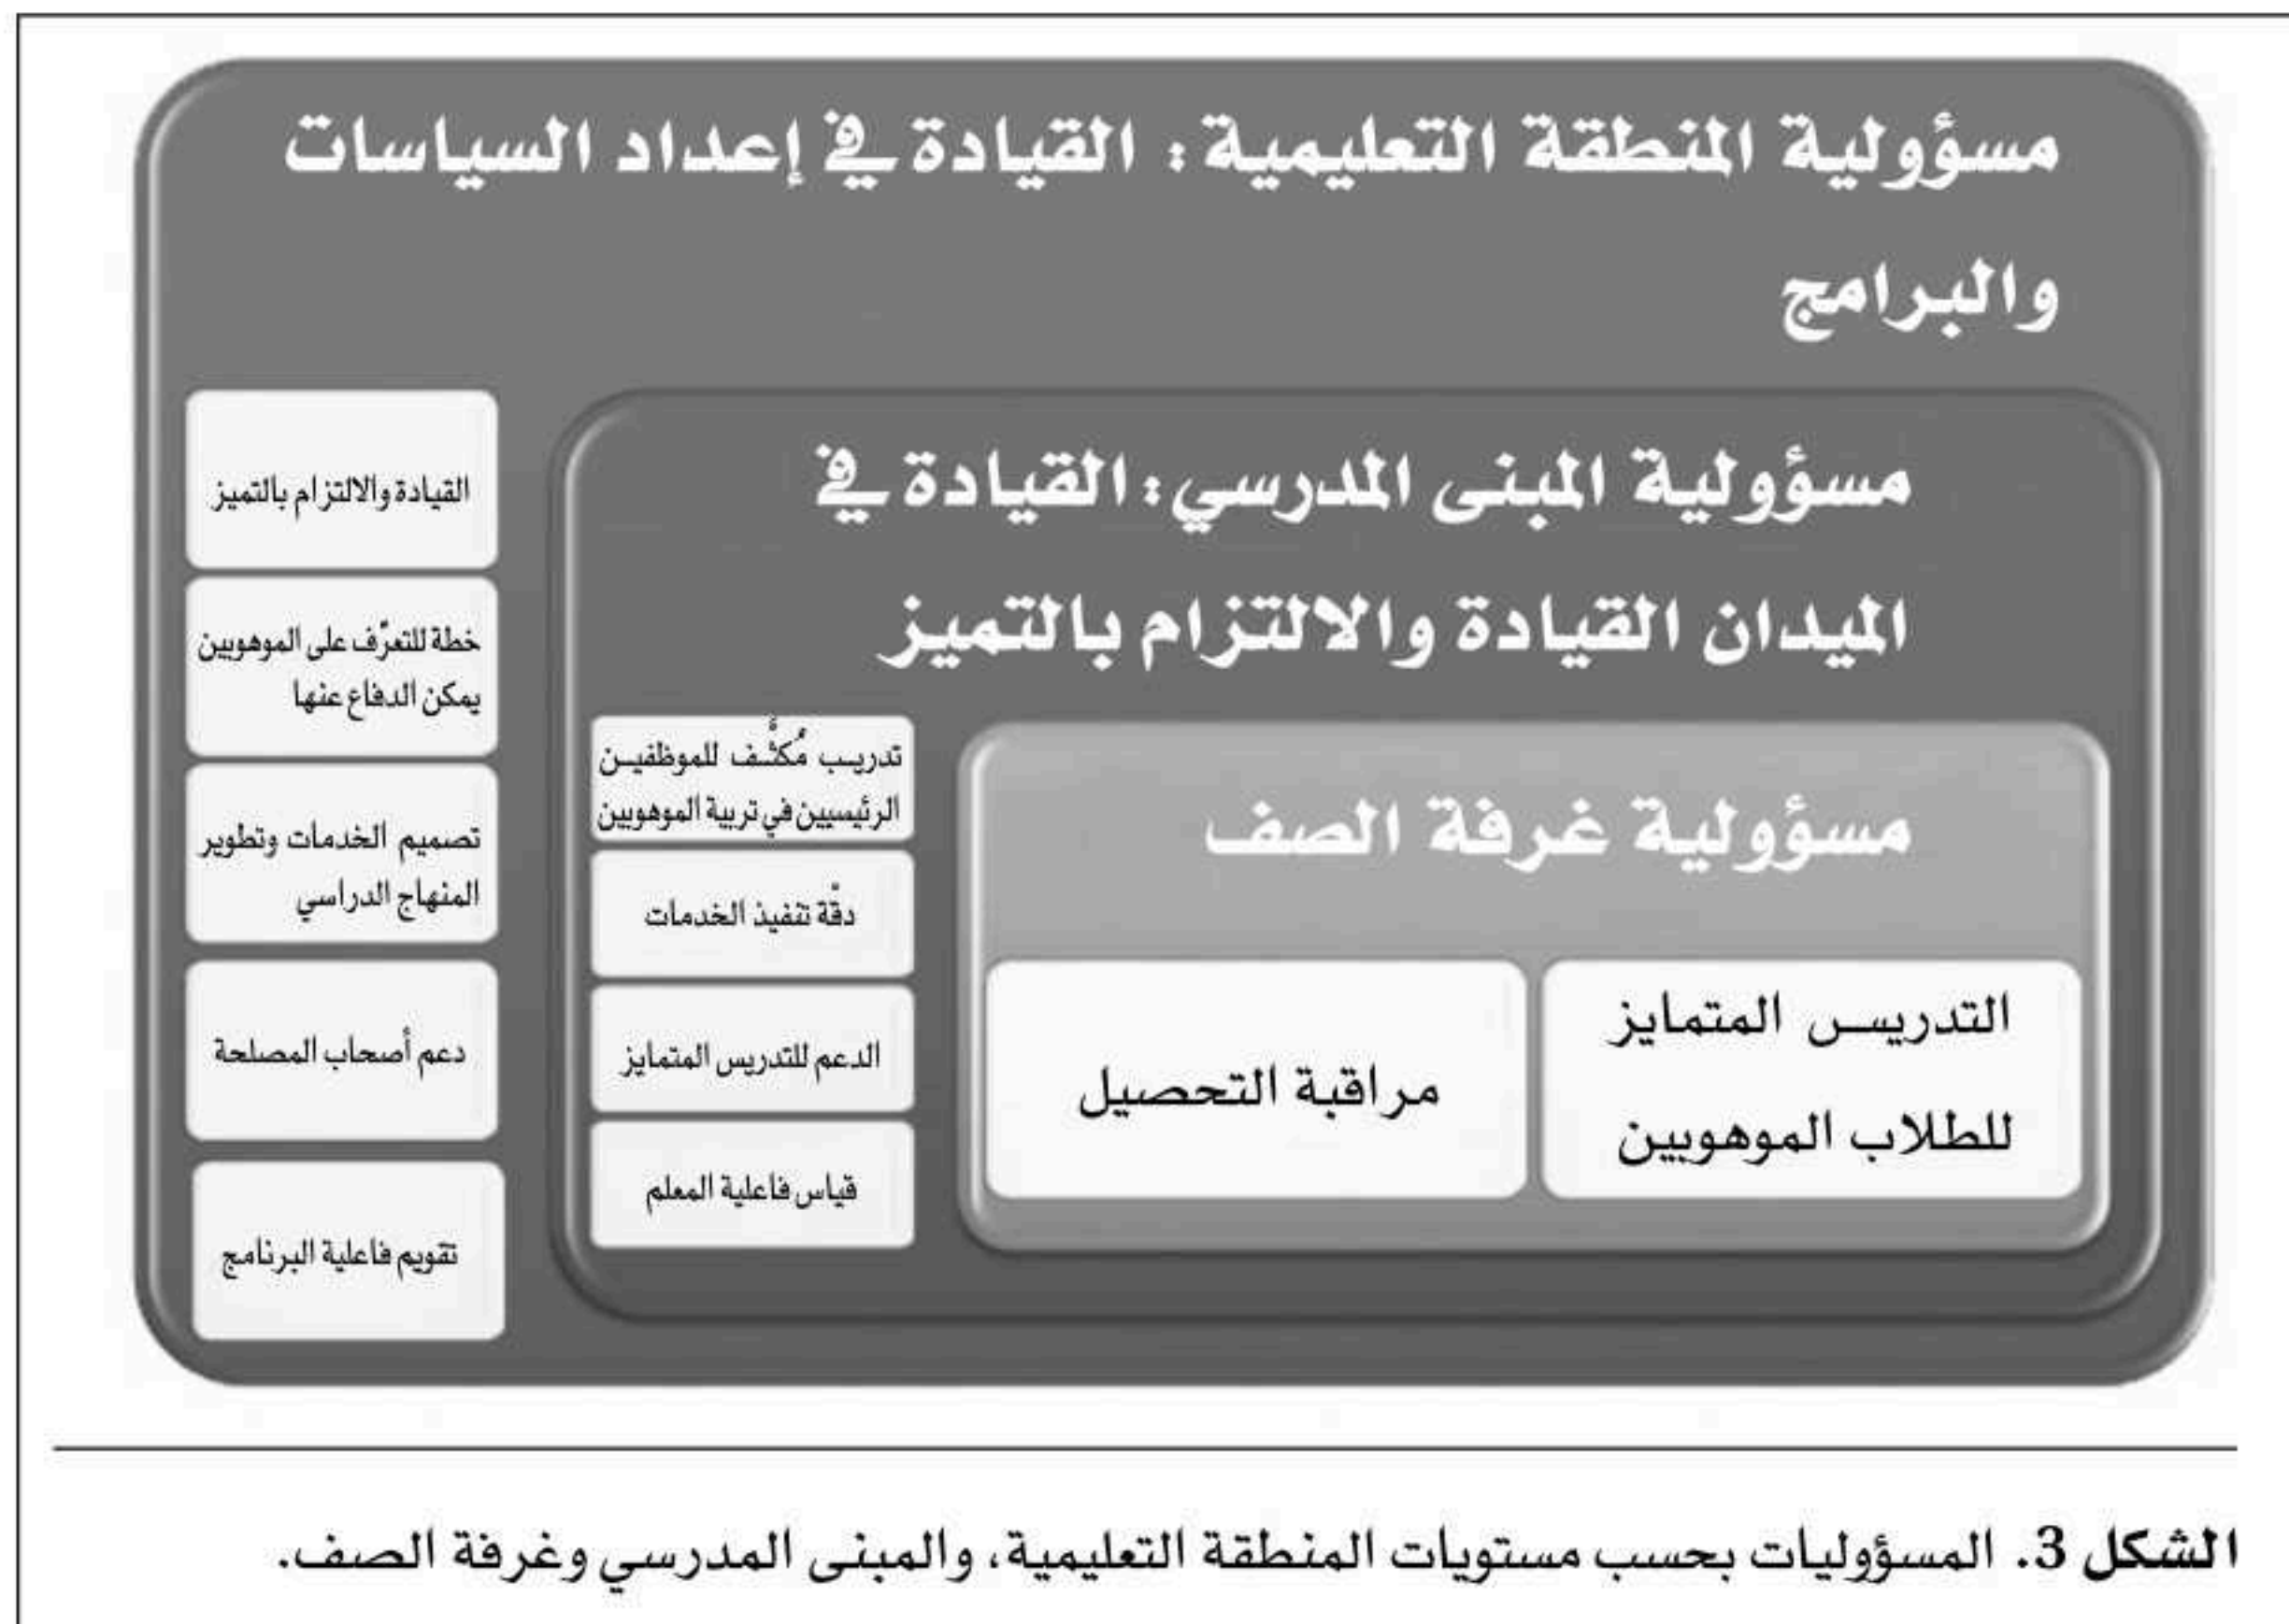 مسؤولية المنطقة التعليمية: القيادة في إعداد السياسات
والبرامج
القيادة والالتزام بالتميز
خطة للتعرُّف على الموهوبين
يمكن الدفاع عنها
تصميم الخدمات وتطوير
المنهاج الدراسي
دعم أصحاب المصلحة
تقويم فاعلية البرنامج
مسؤولية المبنى المدرسي: القيادة في
الميدان القيادة والالتزام بالتميز
تدريب مُكثَّف للموظفين
الرئيسيين في تربية الموهوبين
دقّة تنفيذ الخدمات
الدعم للتدريس المتمايز
قياس فاعلية المعلم
مسؤولية غرفة الصف
التدريس المتمايز
للطلاب الموهوبين
مراقبة التحصيل
الشكل 3. المسؤوليات بحسب مستويات المنطقة التعليمية، والمبنى المدرسي وغرفة الصف.